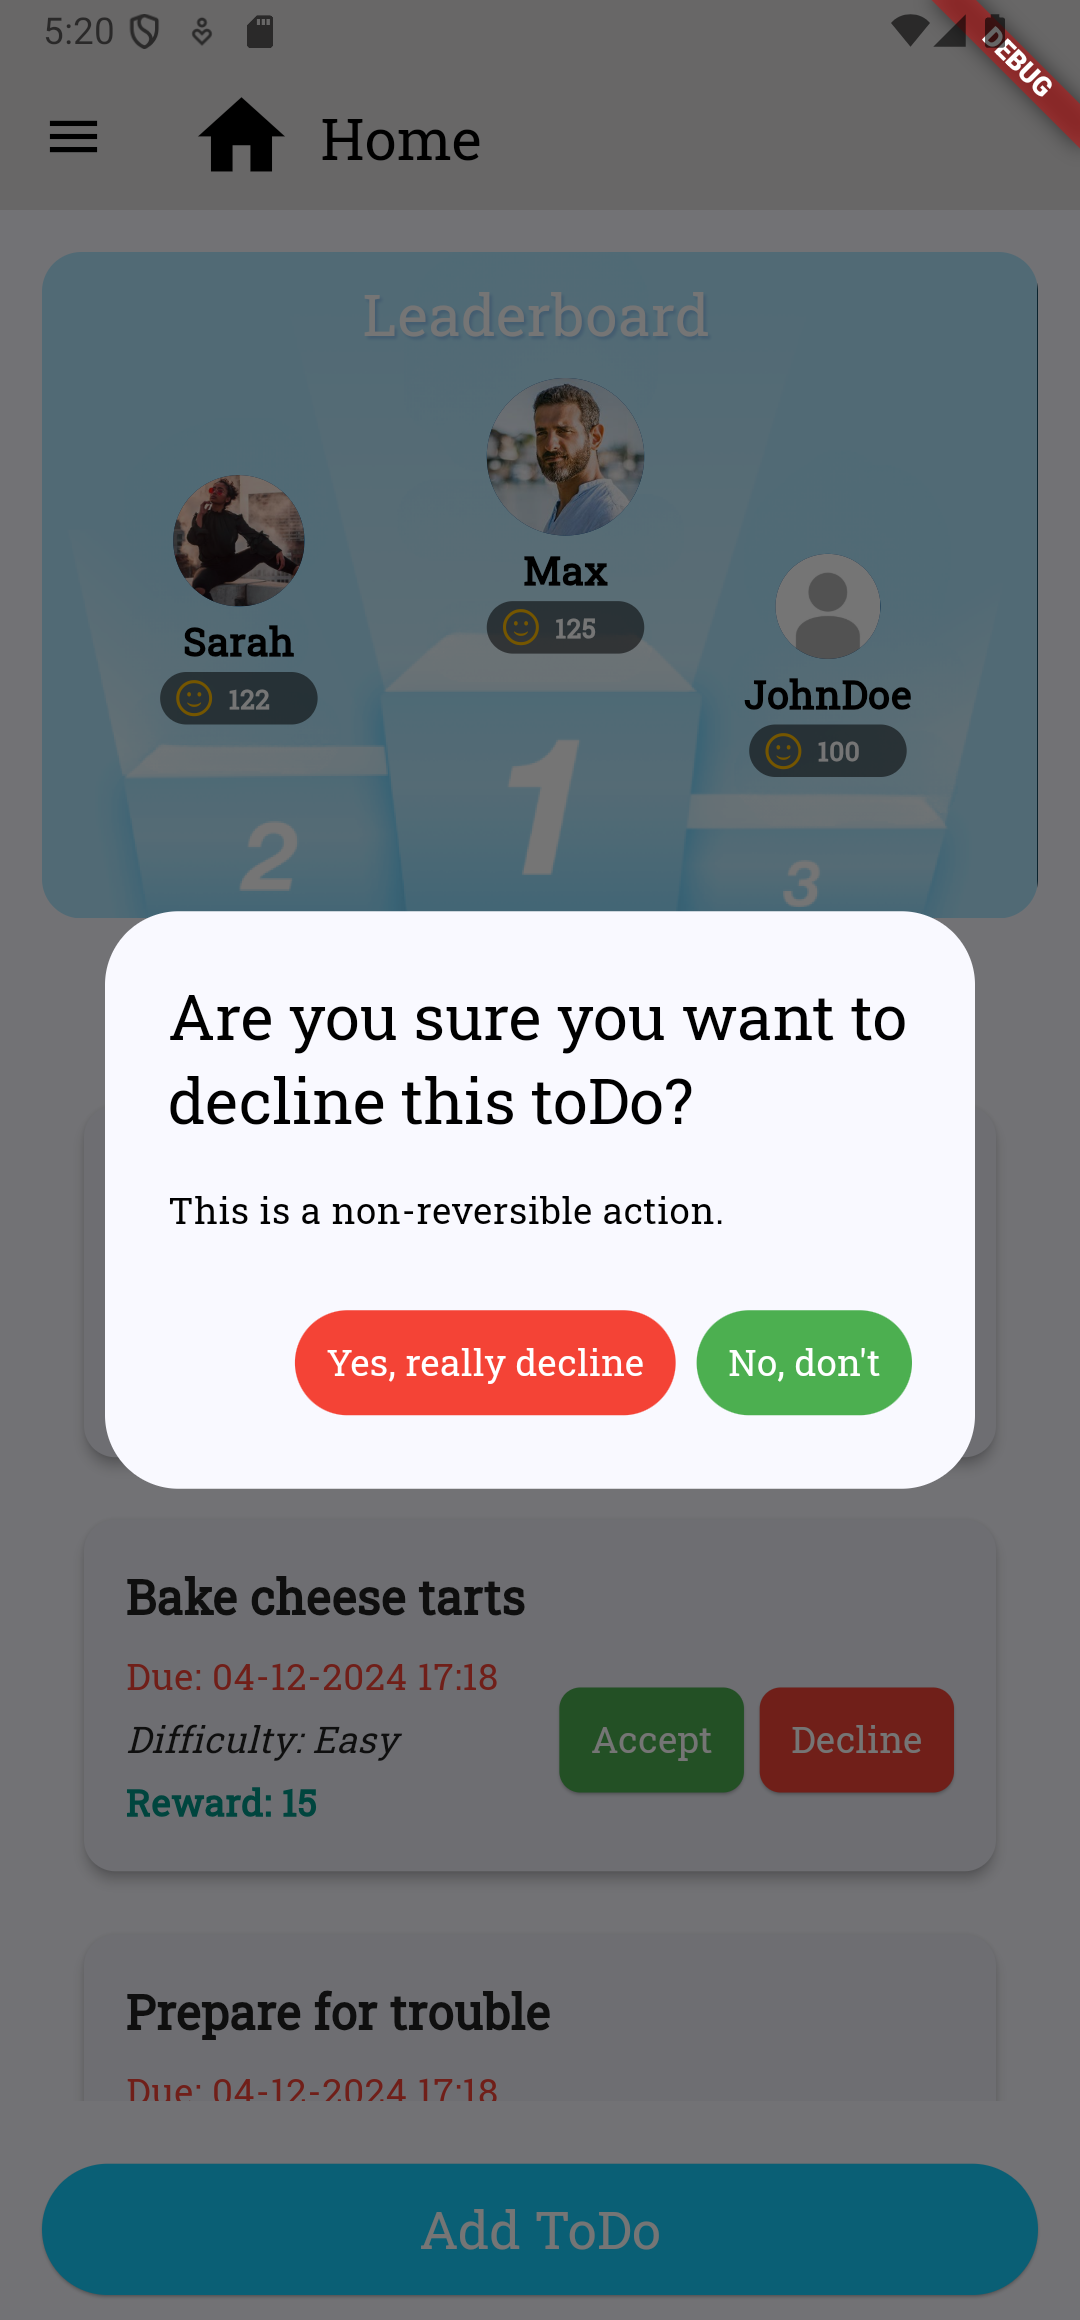 5:20
DEBUG
Home
Leaderboard
Max
125
Sarah
122
JohnDoe
100
1
2
3
Are you sure you want to
decline this toDo?
This is a non-reversible action.
Yes, really decline
No, don't
Bake cheese tarts
Due: 04-12-2024 17:18
Difficulty: Easy
Reward: 15
Accept
Decline
Prepare for trouble
Due: 04-12-2024 17:18
Add ToDo